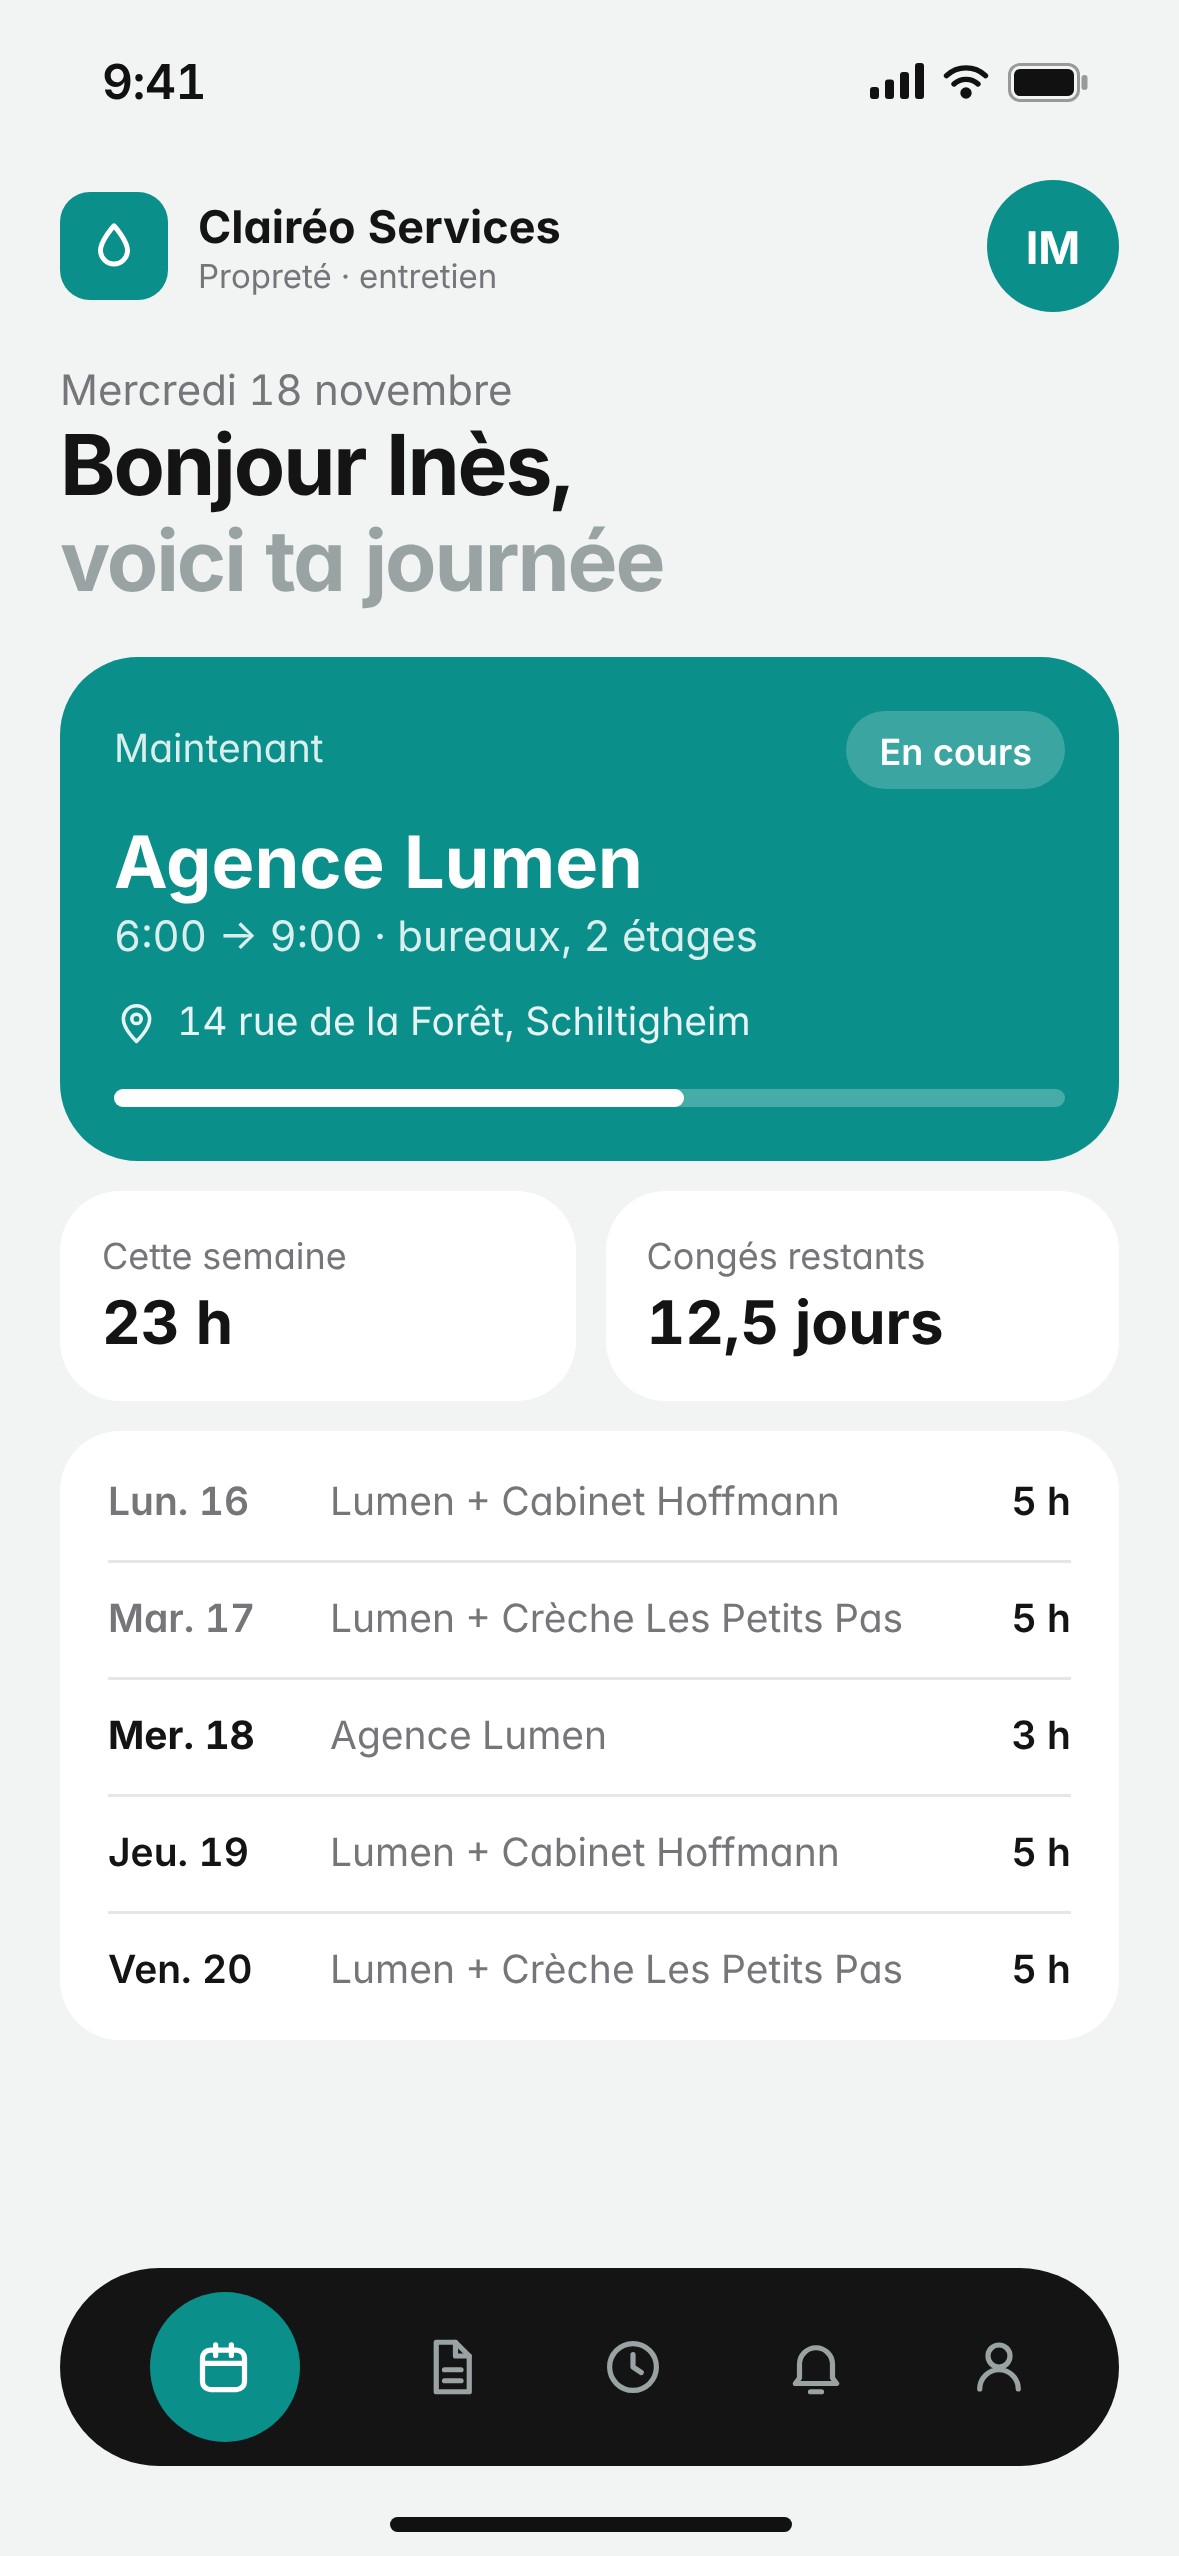 9:41
Clairéo Services
Propreté · entretien
IM
Mercredi 18 novembre
Bonjour Inès,
voici ta journée
Maintenant
En cours
Agence Lumen
6:00 → 9:00 · bureaux, 2 étages
14 rue de la Forêt, Schiltigheim
Cette semaine
23 h
Congés restants
12,5 jours
Lun. 16 Lumen + Cabinet Hoffmann 5 h
Mar. 17 Lumen + Crèche Les Petits Pas 5 h
Mer. 18 Agence Lumen 3 h
Jeu. 19 Lumen + Cabinet Hoffmann 5 h
Ven. 20 Lumen + Crèche Les Petits Pas 5 h